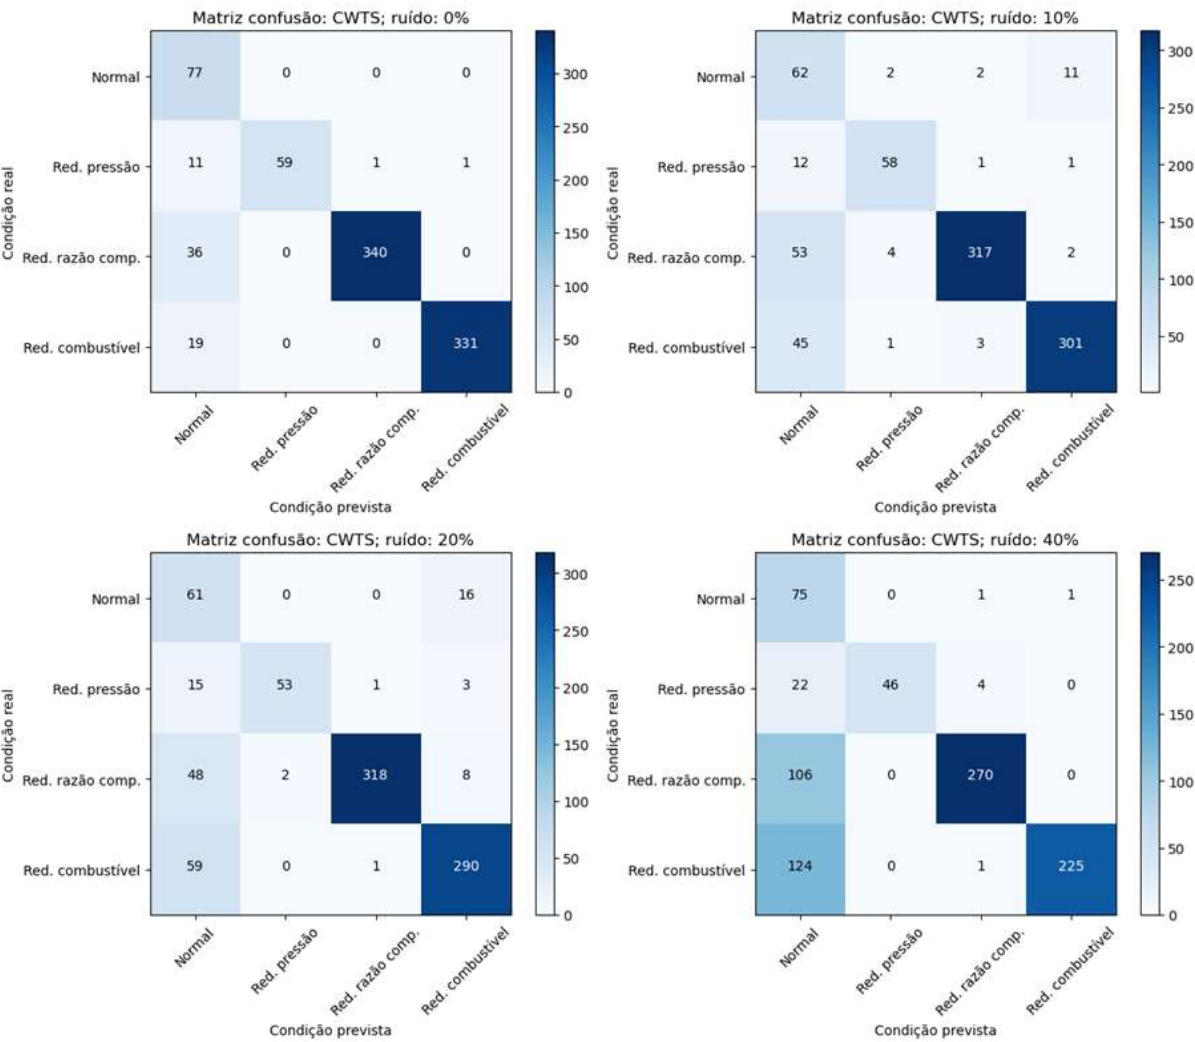 Matriz confusão: CWTS; ruído: 0%
Condição real
Normal 77 0 0 0
Red. pressão 11 59 1 1
Red. razão comp. 36 0 340 0
Red. combustível 19 0 0 331
Normal Red. pressão Red. razão comp. Red. combustível
Condição prevista
300
250
200
150
100
50
0
Matriz confusão: CWTS; ruído: 10%
Condição real
Normal 62 2 2 11
Red. pressão 12 58 1 1
Red. razão comp. 53 4 317 2
Red. combustível 45 1 3 301
Normal Red. pressão Red. razão comp. Red. combustível
Condição prevista
300
250
200
150
100
50
Matriz confusão: CWTS; ruído: 20%
Condição real
Normal 61 0 0 16
Red. pressão 15 53 1 3
Red. razão comp. 48 2 318 8
Red. combustível 59 0 1 290
Normal Red. pressão Red. razão comp. Red. combustível
Condição prevista
300
250
200
150
100
50
0
Matriz confusão: CWTS; ruído: 40%
Condição real
Normal 75 0 1 1
Red. pressão 22 46 4 0
Red. razão comp. 106 0 270 0
Red. combustível 124 0 1 225
Normal Red. pressão Red. razão comp. Red. combustível
Condição prevista
250
200
150
100
50
0